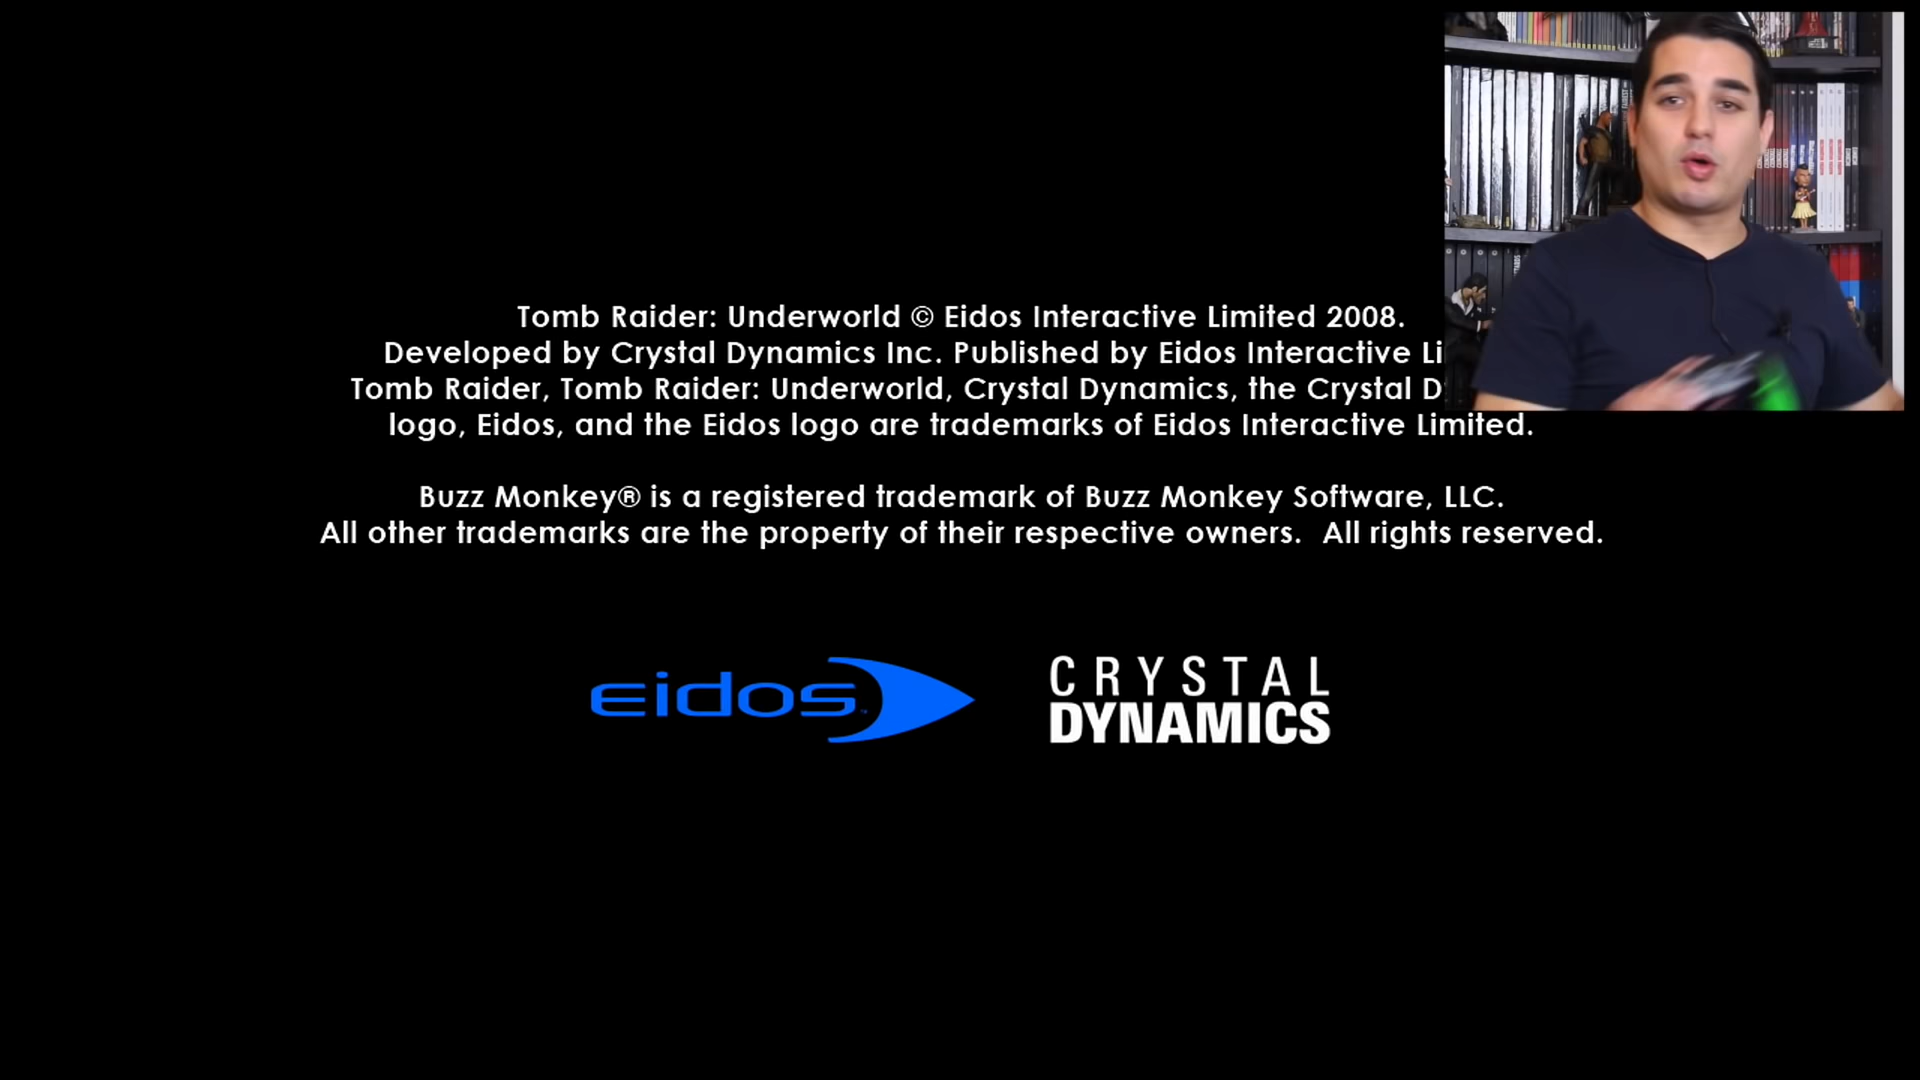 Tomb Raider: Underworld © Eidos Interactive Limited 2008.
Developed by Crystal Dynamics Inc. Published by Eidos Interactive
Tomb Raider, Tomb Raider: Underworld, Crystal Dynamics, the Crystal
logo, Eidos, and the Eidos logo are trademarks of Eidos Interactive Limited.
Buzz Monkey® is a registered trademark of Buzz Monkey Software, LLC.
All other trademarks are the property of their respective owners. All rights reserved.
eidos™
CRYSTAL
DYNAMICS